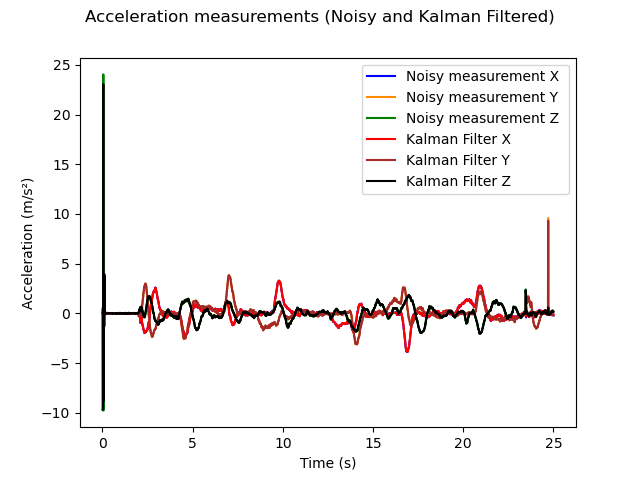 Acceleration measurements (Noisy and Kalman Filtered)
25
20
15
10
5
0
−5
−10
Acceleration (m/s²)
Noisy measurement X
Noisy measurement Y
Noisy measurement Z
Kalman Filter X
Kalman Filter Y
Kalman Filter Z
0 5 10 15 20 25
Time (s)